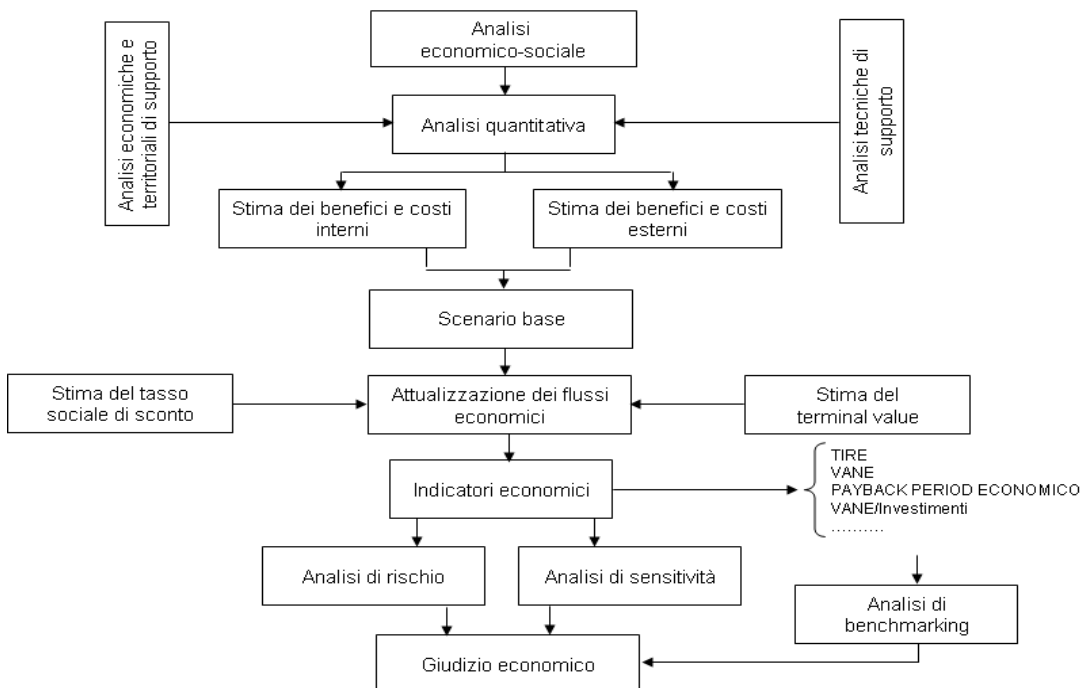 Analisi
economico-sociale
Analisi economiche e
territoriali di supporto
Analisi quantitativa
Analisi tecniche di
supporto
Stima dei benefici e costi
interni
Stima dei benefici e costi
esterni
Scenario base
Stima del tasso
sociale di sconto
Attualizzazione dei flussi
economici
Stima del
terminal value
Indicatori economici
TIRE
VANE
PAYBACK PERIOD ECONOMICO
VANE/Investimenti
..........
Analisi di rischio
Analisi di sensitività
Analisi di
benchmarking
Giudizio economico